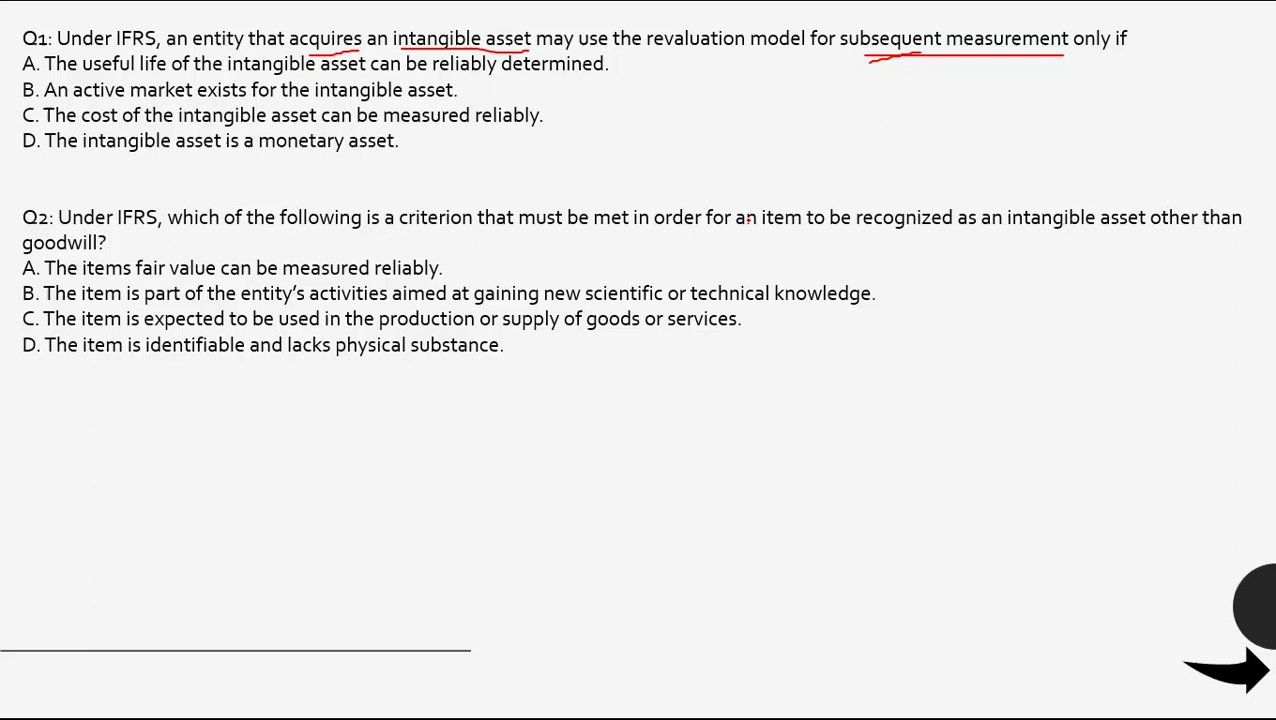 Q1: Under IFRS, an entity that acquires an intangible asset may use the revaluation model for subsequent measurement only if
A. The useful life of the intangible asset can be reliably determined.
B. An active market exists for the intangible asset.
C. The cost of the intangible asset can be measured reliably.
D. The intangible asset is a monetary asset.
Q2: Under IFRS, which of the following is a criterion that must be met in order for an item to be recognized as an intangible asset other than
goodwill?
A. The items fair value can be measured reliably.
B. The item is part of the entity's activities aimed at gaining new scientific or technical knowledge.
C. The item is expected to be used in the production or supply of goods or services.
D. The item is identifiable and lacks physical substance.